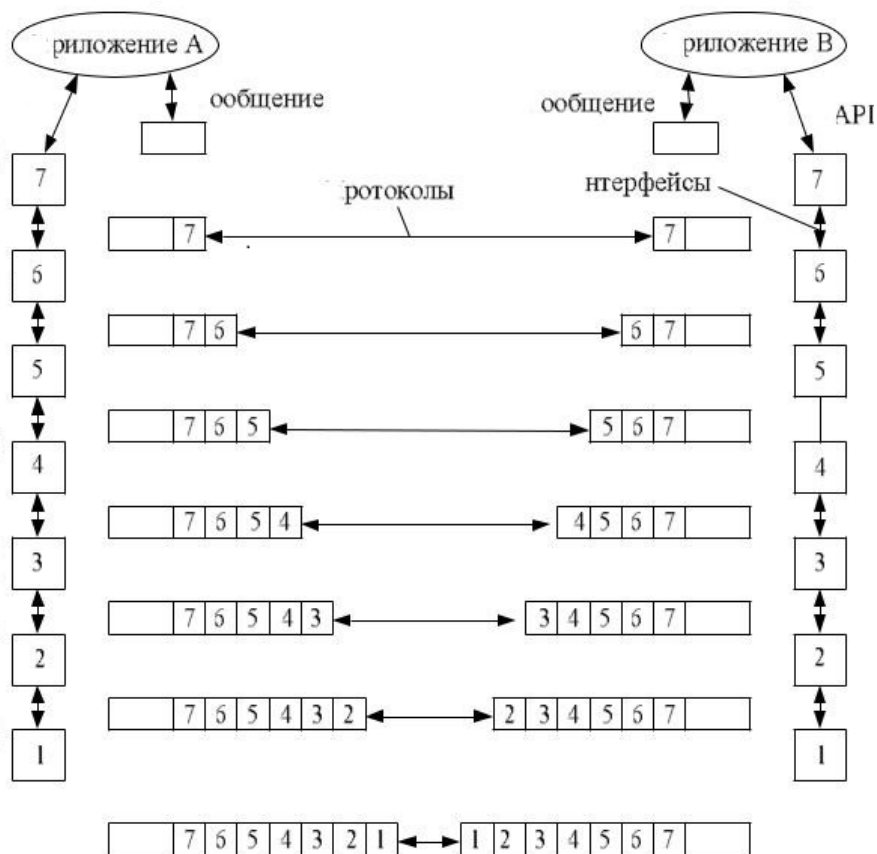 риложение А риложение В
ообщение ообщение API
7 7
ротоколы нтерфейсы
7 7
6 6
7 6 6 7
5 5
7 6 5 5 6 7
4 4
7 6 5 4 4 5 6 7
3 3
7 6 5 4 3 3 4 5 6 7
2 2
7 6 5 4 3 2 2 3 4 5 6 7
1 1
7 6 5 4 3 2 1 1 2 3 4 5 6 7